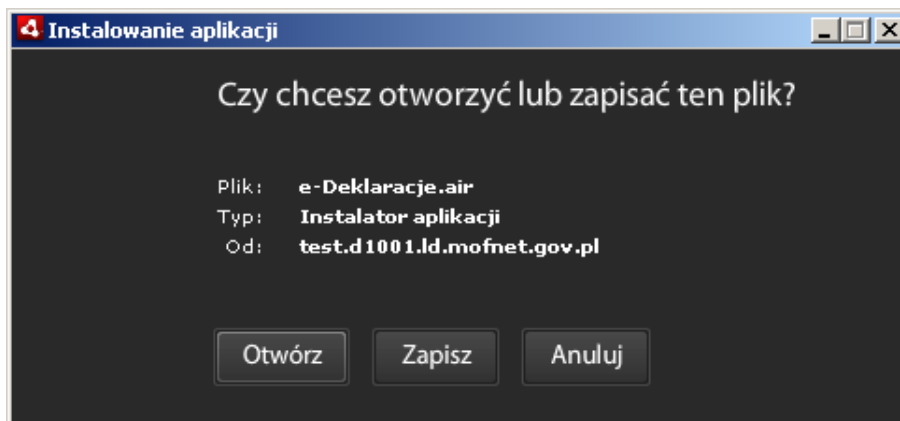 Instalowanie aplikacji
Czy chcesz otworzyć lub zapisać ten plik?
Plik: e-Deklaracje.air
Typ: Instalator aplikacji
Od: test.d1001.ld.mofnet.gov.pl
Otwórz Zapisz Anuluj